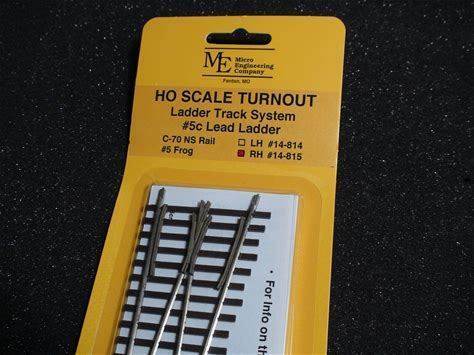 ME Micro
Engineering
Company
Fenton, MO
HO SCALE TURNOUT
Ladder Track System
#5c Lead Ladder
C-70 NS Rail LH #14-814
#5 Frog RH #14-815
• For Info on the